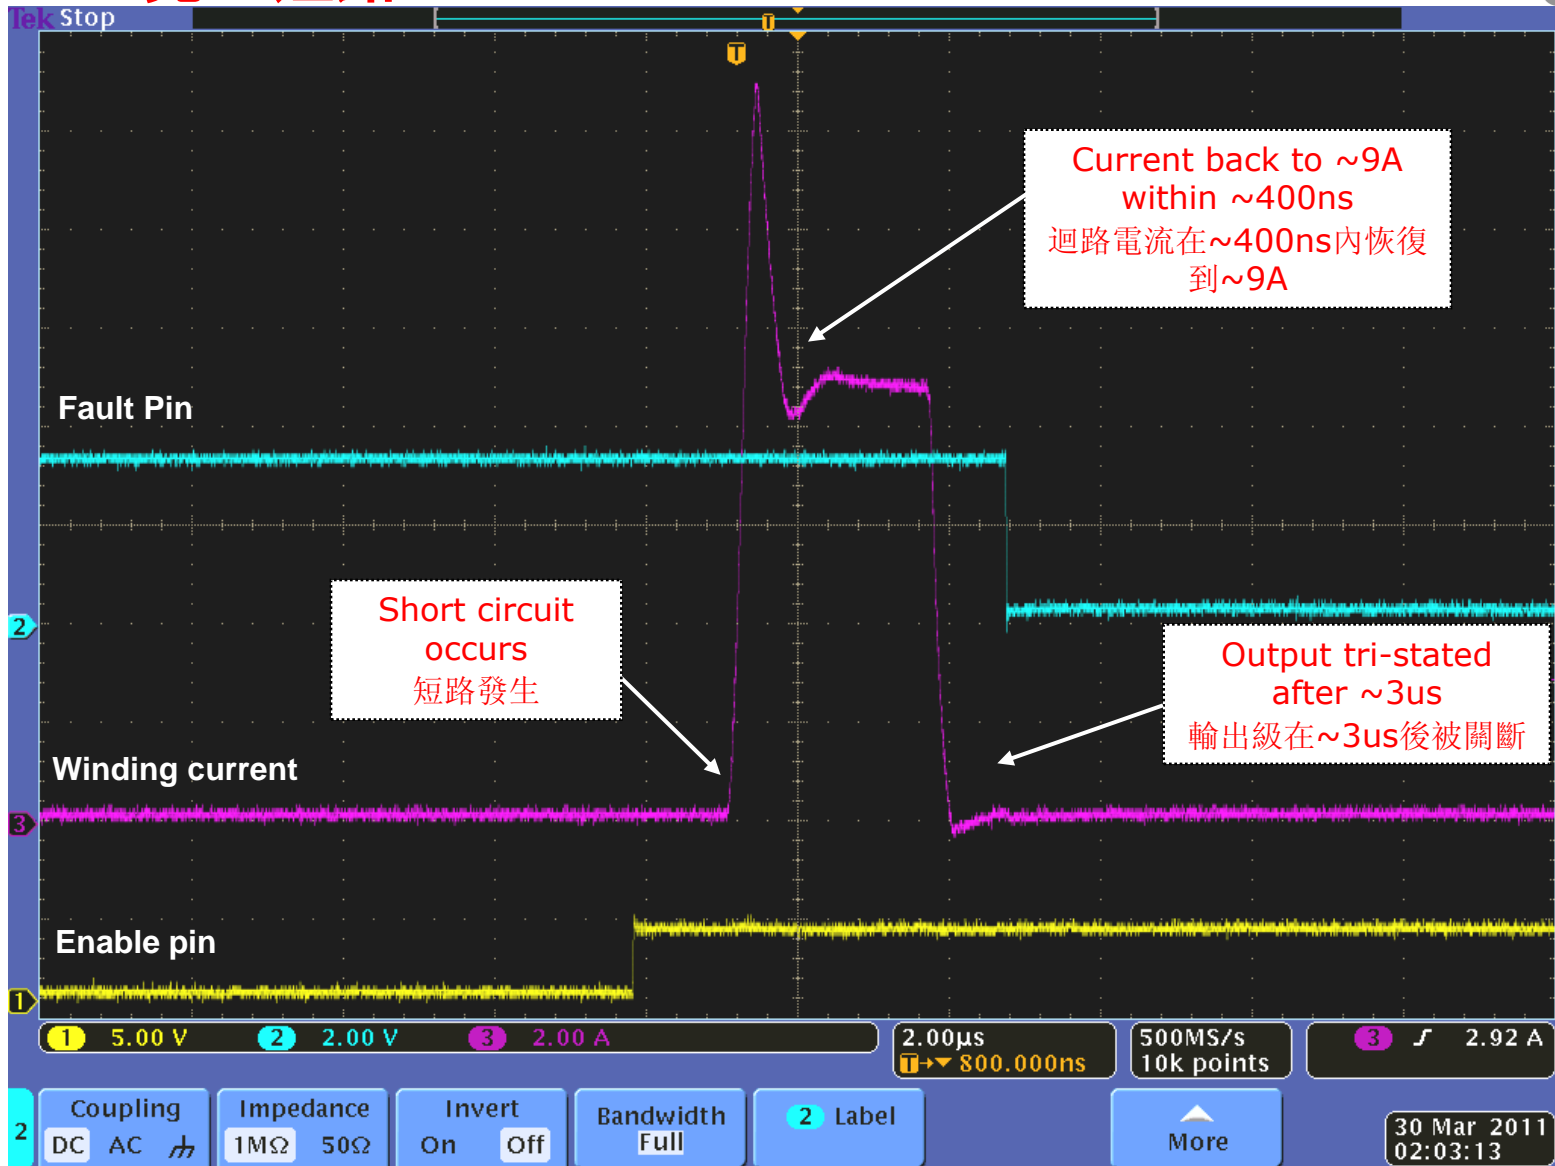 Tek Stop
T
T
Current back to ~9A
within ~400ns
迴路電流在~400ns內恢復
到~9A
Fault Pin
2
Short circuit
occurs
短路發生
Output tri-stated
after ~3us
輸出級在~3us後被關斷
Winding current
3
Enable pin
1
1 5.00 V 2 2.00 V 3 2.00 A
2.00µs
T→▼ 800.000ns
500MS/s
10k points
3 2.92 A
2
Coupling
DC AC
Impedance
1MΩ 50Ω
Invert
On Off
Bandwidth
Full
2 Label
More
30 Mar 2011
02:03:13